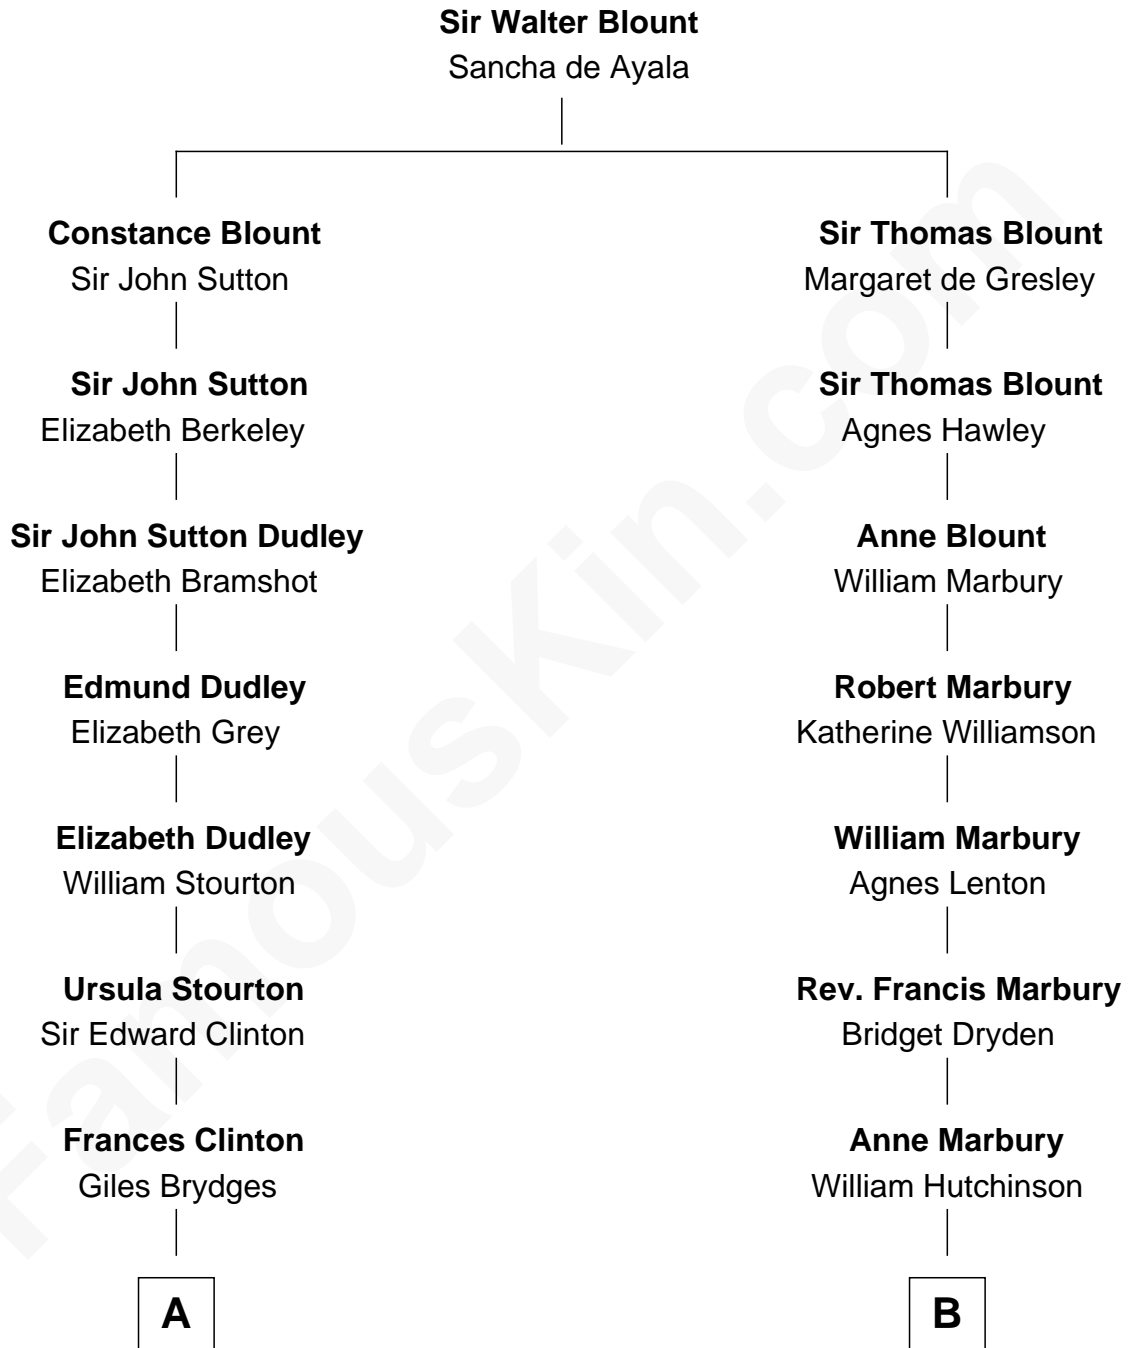 Sir Walter Blount
Sancha de Ayala
Constance Blount
Sir John Sutton
Sir Thomas Blount
Margaret de Gresley
Sir John Sutton
Elizabeth Berkeley
Sir Thomas Blount
Agnes Hawley
Sir John Sutton Dudley
Elizabeth Bramshot
Anne Blount
William Marbury
Edmund Dudley
Elizabeth Grey
Robert Marbury
Katherine Williamson
Elizabeth Dudley
William Stourton
William Marbury
Agnes Lenton
Ursula Stourton
Sir Edward Clinton
Rev. Francis Marbury
Bridget Dryden
Frances Clinton
Giles Brydges
Anne Marbury
William Hutchinson
A
B
FamousKin.com